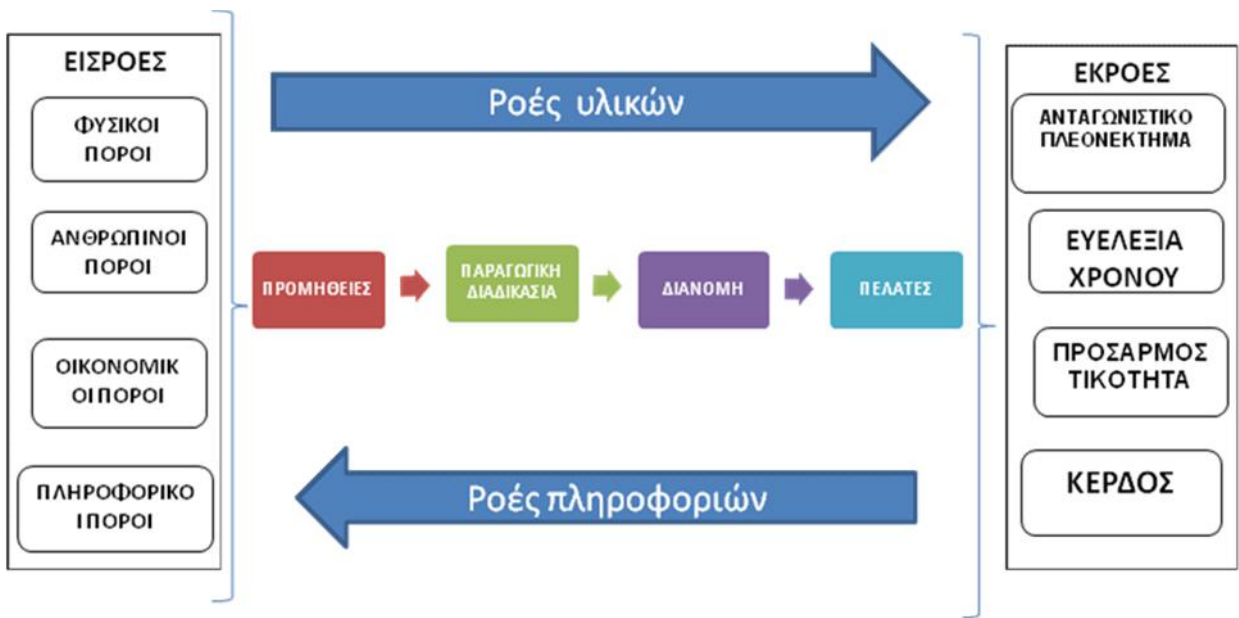 ΕΙΣΡΟΕΣ
ΦΥΣΙΚΟΙ
ΠΟΡΟΙ
ΑΝΘΡΩΠΙΝΟΙ
ΠΟΡΟΙ
ΟΙΚΟΝΟΜΙΚ
ΟΙ ΠΟΡΟΙ
ΠΛΗΡΟΦΟΡΙΚΟ
Ι ΠΟΡΟΙ
Ροές υλικών
ΠΡΟΜΗΘΕΙΕΣ
ΠΑΡΑΓΩΓΙΚΗ
ΔΙΑΔΙΚΑΣΙΑ
ΔΙΑΝΟΜΗ
ΠΕΛΑΤΕΣ
Ροές πληροφοριών
ΕΚΡΟΕΣ
ΑΝΤΑΓΩΝΙΣΤΙΚΟ
ΠΛΕΟΝΕΚΤΗΜΑ
ΕΥΕΛΕΞΙΑ
ΧΡΟΝΟΥ
ΠΡΟΣΑΡΜΟΣ
ΤΙΚΟΤΗΤΑ
ΚΕΡΔΟΣ